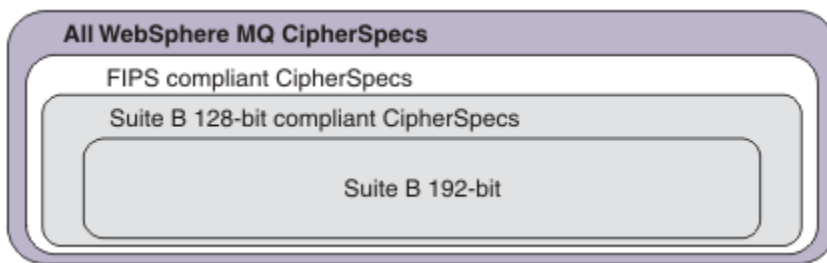 All WebSphere MQ CipherSpecs
FIPS compliant CipherSpecs
Suite B 128-bit compliant CipherSpecs
Suite B 192-bit